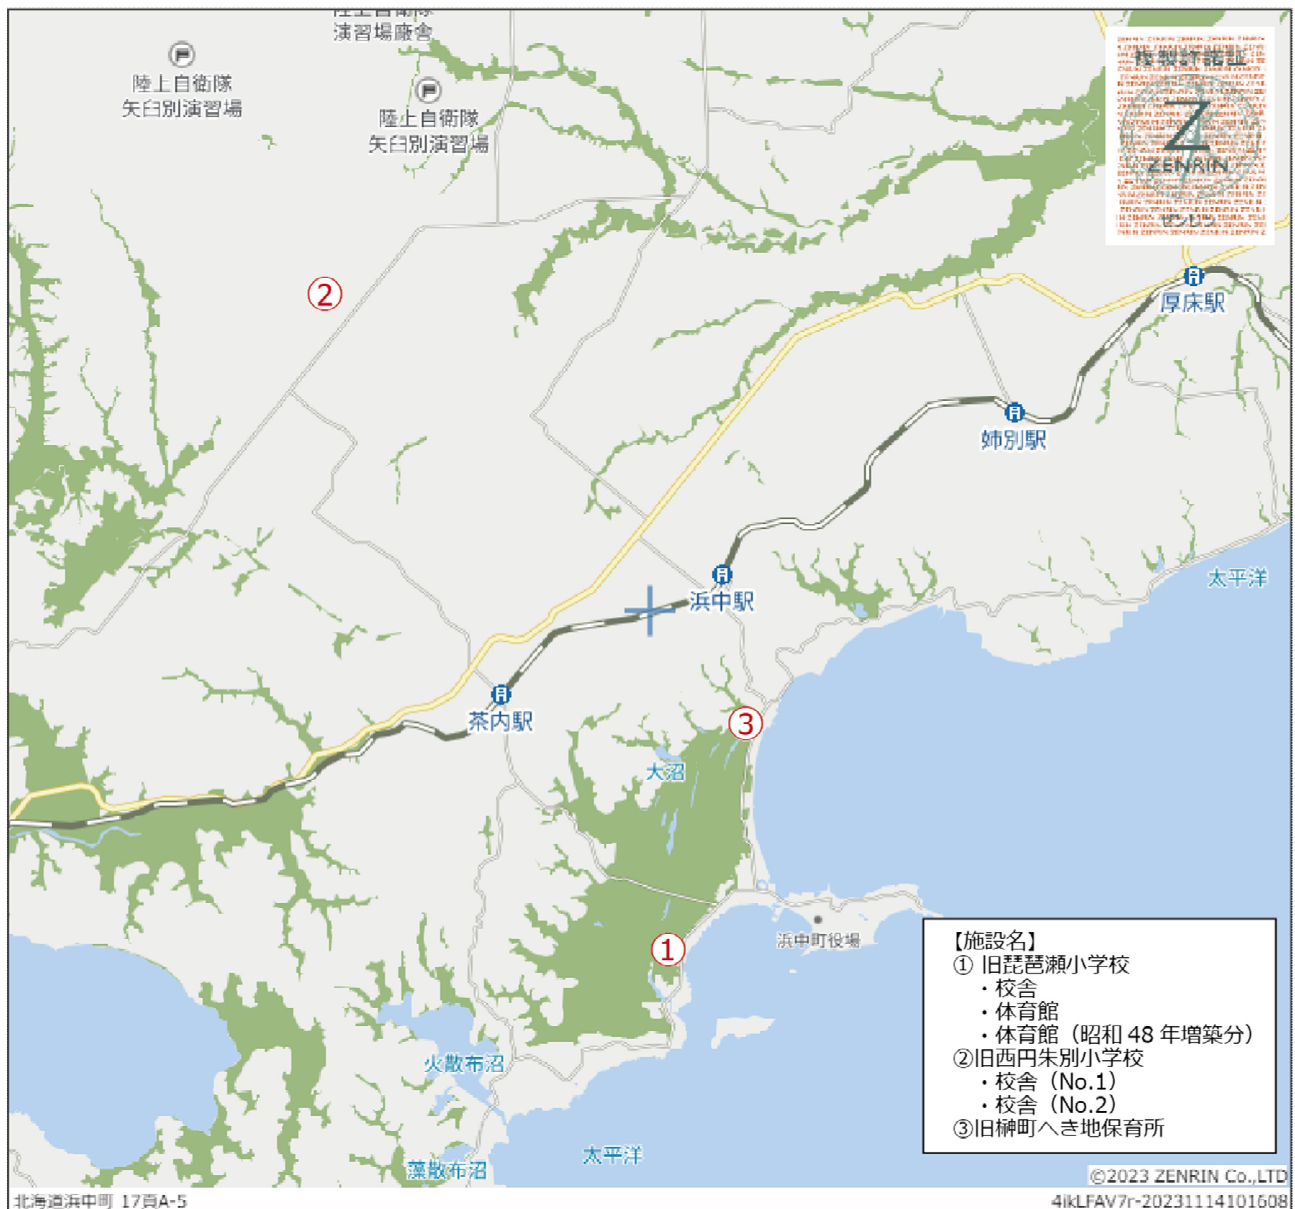 陸上自衛隊
演習場廠舎
陸上自衛隊
矢臼別演習場
陸上自衛隊
矢臼別演習場
複製許諾証
Z
ZENRIN
ゼンリン
②
厚床駅
姉別駅
太平洋
浜中駅
茶内駅
③
大沼
浜中町役場
①
【施設名】
① 旧琵琶瀬小学校
・校舎
・体育館
・体育館（昭和 48 年増築分）
②旧西円朱別小学校
・校舎（No.1）
・校舎（No.2）
③旧榊町へき地保育所
火散布沼
太平洋
藻散布沼
©2023 ZENRIN Co.,LTD
北海道浜中町 17頁A-5
4ikLFAV7r-20231114101608